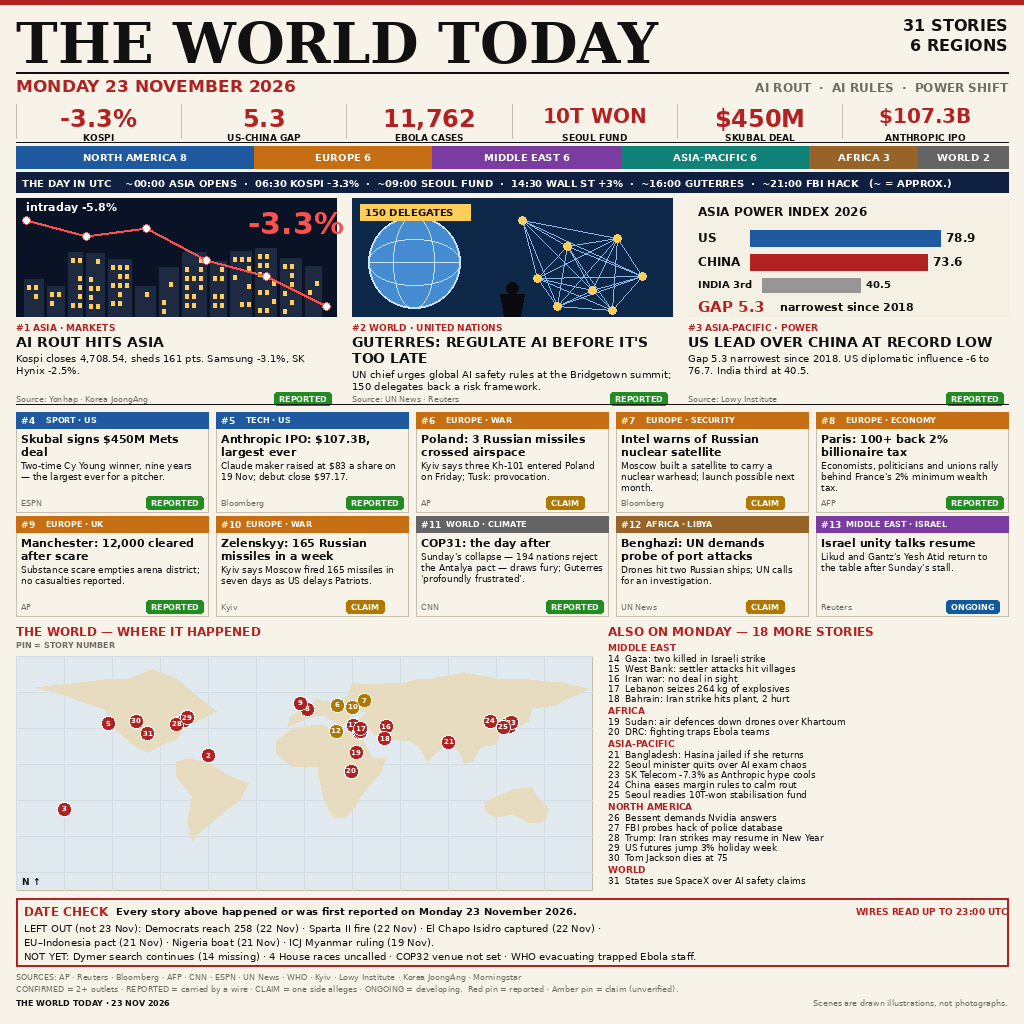 THE WORLD TODAY
31 STORIES
6 REGIONS
MONDAY 23 NOVEMBER 2026
AI ROUT · AI RULES · POWER SHIFT
-3.3%
KOSPI
5.3
US-CHINA GAP
11,762
EBOLA CASES
10T WON
SEOUL FUND
$450M
SKUBAL DEAL
$107.3B
ANTHROPIC IPO
NORTH AMERICA 8
EUROPE 6
MIDDLE EAST 6
ASIA-PACIFIC 6
AFRICA 3
WORLD 2
THE DAY IN UTC ~00:00 ASIA OPENS · 06:30 KOSPI -3.3% · ~09:00 SEOUL FUND · 14:30 WALL ST +3% · ~16:00 GUTERRES · ~21:00 FBI HACK (~ = APPROX.)
intraday -5.8%
-3.3%
#1 ASIA · MARKETS
AI ROUT HITS ASIA
Kospi closes 4,708.54, sheds 161 pts. Samsung -3.1%, SK
Hynix -2.5%.
Source: Yonhap · Korea JoongAng
REPORTED
150 DELEGATES
#2 WORLD · UNITED NATIONS
GUTERRES: REGULATE AI BEFORE IT'S
TOO LATE
UN chief urges global AI safety rules at the Bridgetown summit;
150 delegates back a risk framework.
Source: UN News · Reuters
REPORTED
ASIA POWER INDEX 2026
US
78.9
CHINA
73.6
INDIA 3rd
40.5
GAP 5.3 narrowest since 2018
#3 ASIA-PACIFIC · POWER
US LEAD OVER CHINA AT RECORD LOW
Gap 5.3 narrowest since 2018. US diplomatic influence -6 to
76.7. India third at 40.5.
Source: Lowy Institute
REPORTED
#4 SPORT · US
Skubal signs $450M Mets
deal
Two-time Cy Young winner, nine years
— the largest ever for a pitcher.
ESPN
REPORTED
#5 TECH · US
Anthropic IPO: $107.3B,
largest ever
Claude maker raised at $83 a share on
19 Nov; debut close $97.17.
Bloomberg
REPORTED
#6 EUROPE · WAR
Poland: 3 Russian missiles
crossed airspace
Kyiv says three Kh-101 entered Poland
on Friday; Tusk: provocation.
AP
CLAIM
#7 EUROPE · SECURITY
Intel warns of Russian
nuclear satellite
Moscow built a satellite to carry a
nuclear warhead; launch possible next
month.
Bloomberg
CLAIM
#8 EUROPE · ECONOMY
Paris: 100+ back 2%
billionaire tax
Economists, politicians and unions rally
behind France's 2% minimum wealth
tax.
AFP
REPORTED
#9 EUROPE · UK
Manchester: 12,000 cleared
after scare
Substance scare empties arena district;
no casualties reported.
AP
REPORTED
#10 EUROPE · WAR
Zelenskyy: 165 Russian
missiles in a week
Kyiv says Moscow fired 165 missiles in
seven days as US delays Patriots.
Kyiv
CLAIM
#11 WORLD · CLIMATE
COP31: the day after
Sunday's collapse — 194 nations reject
the Antalya pact — draws fury; Guterres
'profoundly frustrated'.
CNN
REPORTED
#12 AFRICA · LIBYA
Benghazi: UN demands
probe of port attacks
Drones hit two Russian ships; UN calls
for an investigation.
UN News
CLAIM
#13 MIDDLE EAST · ISRAEL
Israel unity talks resume
Likud and Gantz's Yesh Atid return to
the table after Sunday's stall.
Reuters
ONGOING
THE WORLD — WHERE IT HAPPENED
PIN = STORY NUMBER
5
30
31
28
29
2
3
9
6
10
7
12
17
16
18
19
20
21
24
25
N ↑
ALSO ON MONDAY — 18 MORE STORIES
MIDDLE EAST
14 Gaza: two killed in Israeli strike
15 West Bank: settler attacks hit villages
16 Iran war: no deal in sight
17 Lebanon seizes 264 kg of explosives
18 Bahrain: Iran strike hits plant, 2 hurt
AFRICA
19 Sudan: air defences down drones over Khartoum
20 DRC: fighting traps Ebola teams
ASIA-PACIFIC
21 Bangladesh: Hasina jailed if she returns
22 Seoul minister quits over AI exam chaos
23 SK Telecom -7.3% as Anthropic hype cools
24 China eases margin rules to calm rout
25 Seoul readies 10T-won stabilisation fund
NORTH AMERICA
26 Bessent demands Nvidia answers
27 FBI probes hack of police database
28 Trump: Iran strikes may resume in New Year
29 US futures jump 3% holiday week
30 Tom Jackson dies at 75
WORLD
31 States sue SpaceX over AI safety claims
DATE CHECK Every story above happened or was first reported on Monday 23 November 2026.
WIRES READ UP TO 23:00 UTC
LEFT OUT (not 23 Nov): Democrats reach 258 (22 Nov) · Sparta II fire (22 Nov) · El Chapo Isidro captured (22 Nov) ·
EU–Indonesia pact (21 Nov) · Nigeria boat (21 Nov) · ICJ Myanmar ruling (19 Nov).
NOT YET: Dymer search continues (14 missing) · 4 House races uncalled · COP32 venue not set · WHO evacuating trapped Ebola staff.
SOURCES: AP · Reuters · Bloomberg · AFP · CNN · ESPN · UN News · WHO · Kyiv · Lowy Institute · Korea JoongAng · Morningstar
CONFIRMED = 2+ outlets · REPORTED = carried by a wire · CLAIM = one side alleges · ONGOING = developing. Red pin = reported · Amber pin = claim (unverified).
THE WORLD TODAY · 23 NOV 2026
Scenes are drawn illustrations, not photographs.